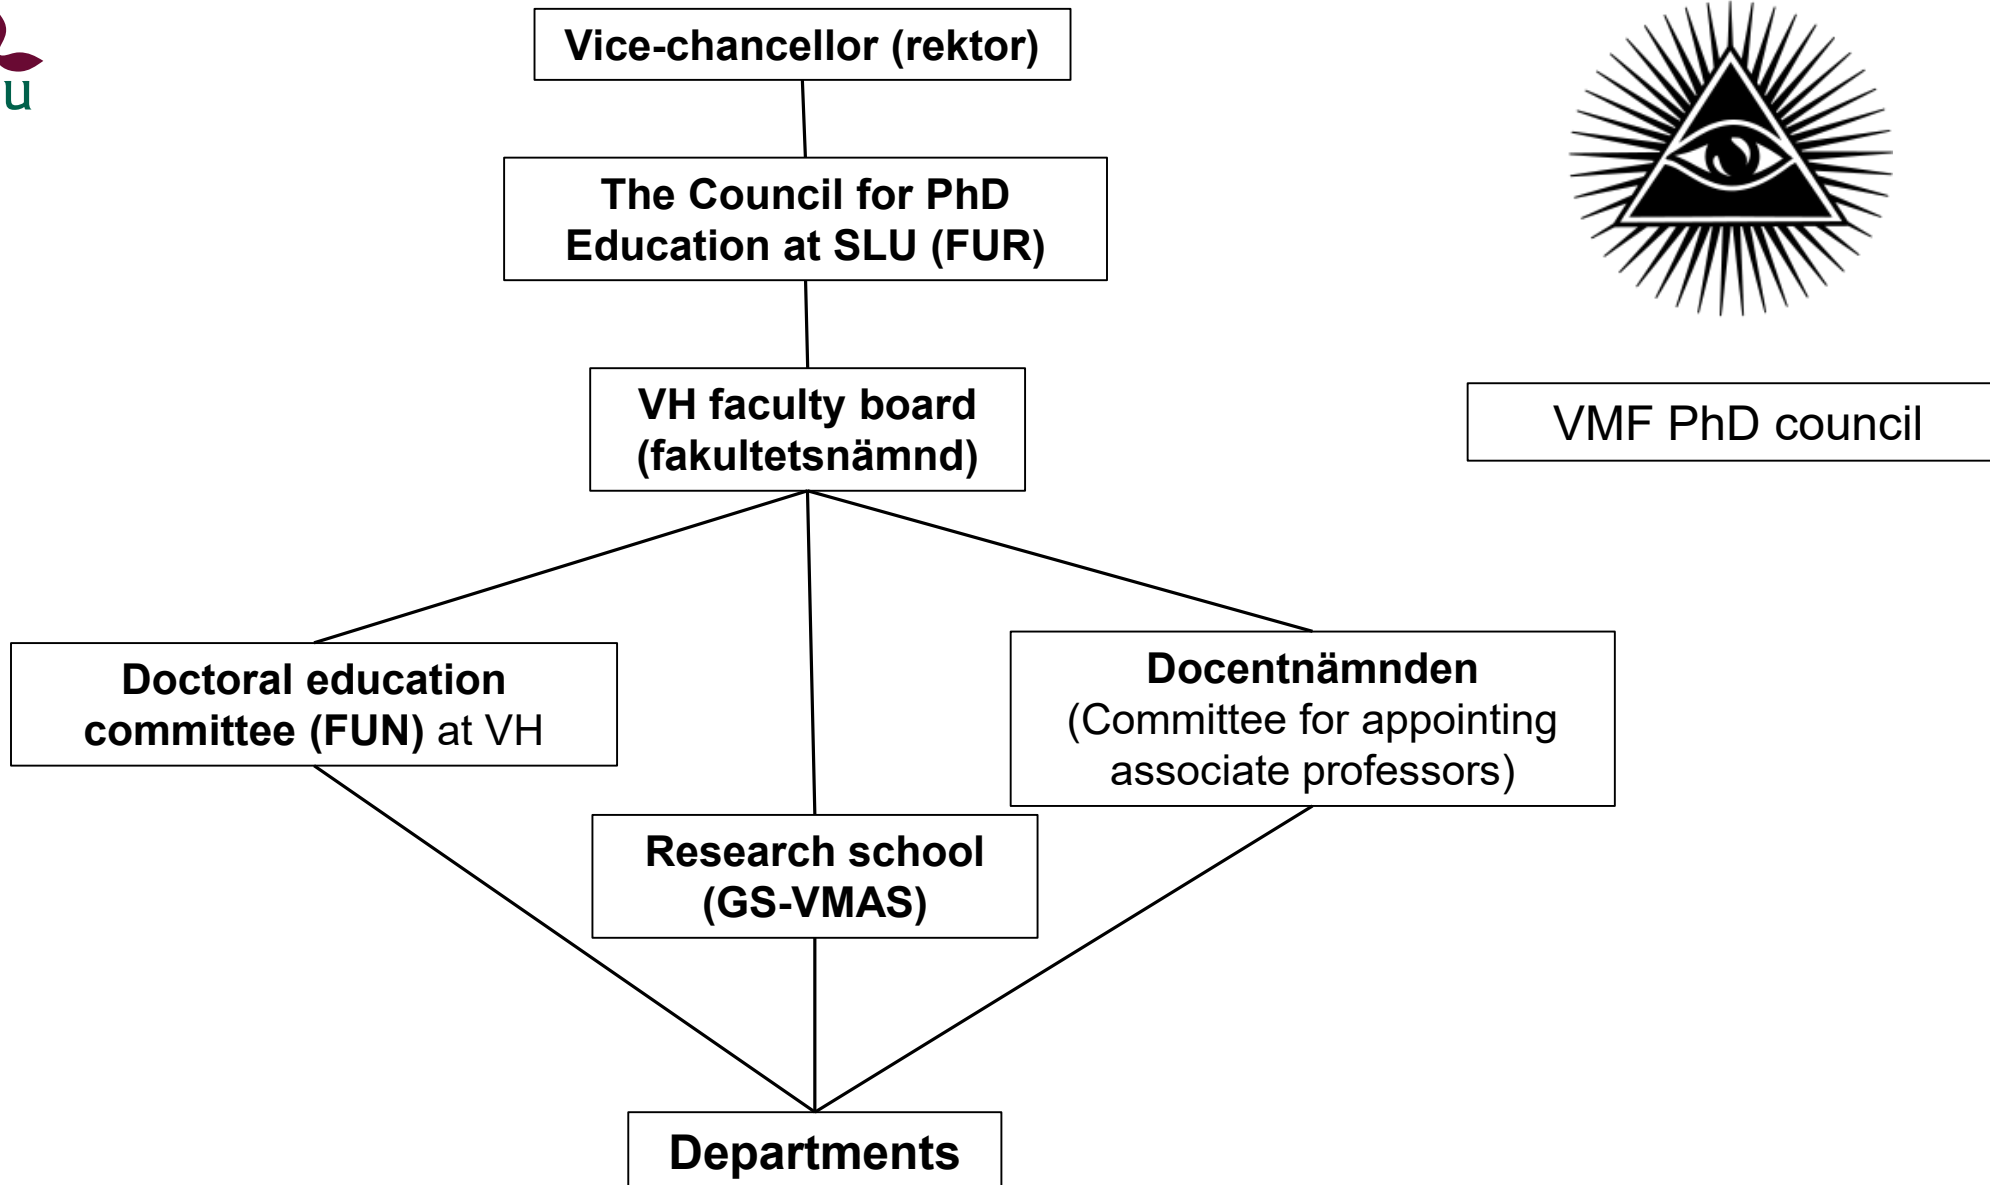 u
Vice-chancellor (rektor)
The Council for PhD
Education at SLU (FUR)
VH faculty board
(fakultetsnämnd)
VMF PhD council
Doctoral education
committee (FUN) at VH
Docentnämnden
(Committee for appointing
associate professors)
Research school
(GS-VMAS)
Departments